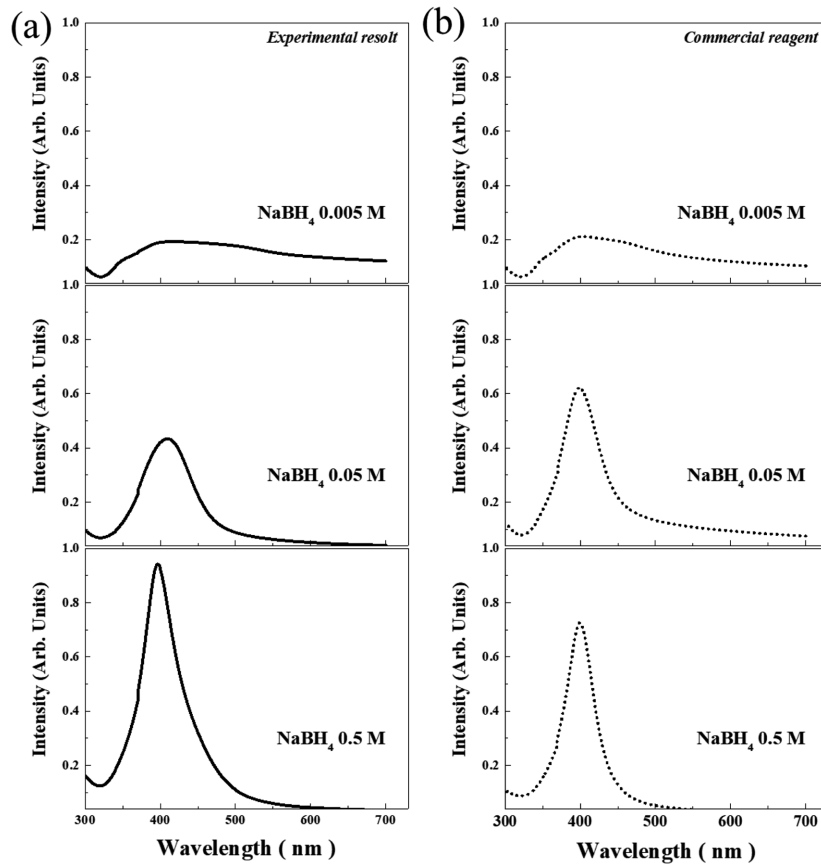 (a)
Experimental resolt
Intensity (Arb. Units)
1.0
0.8
0.6
0.4
0.2
NaBH4 0.005 M
Intensity (Arb. Units)
1.0
0.8
0.6
0.4
0.2
NaBH4 0.05 M
Intensity (Arb. Units)
1.0
0.8
0.6
0.4
0.2
NaBH4 0.5 M
300 400 500 600 700
Wavelength ( nm )
(b)
Commercial reagent
Intensity (Arb. Units)
1.0
0.8
0.6
0.4
0.2
NaBH4 0.005 M
Intensity (Arb. Units)
1.0
0.8
0.6
0.4
0.2
NaBH4 0.05 M
Intensity (Arb. Units)
1.0
0.8
0.6
0.4
0.2
NaBH4 0.5 M
300 400 500 600 700
Wavelength ( nm )